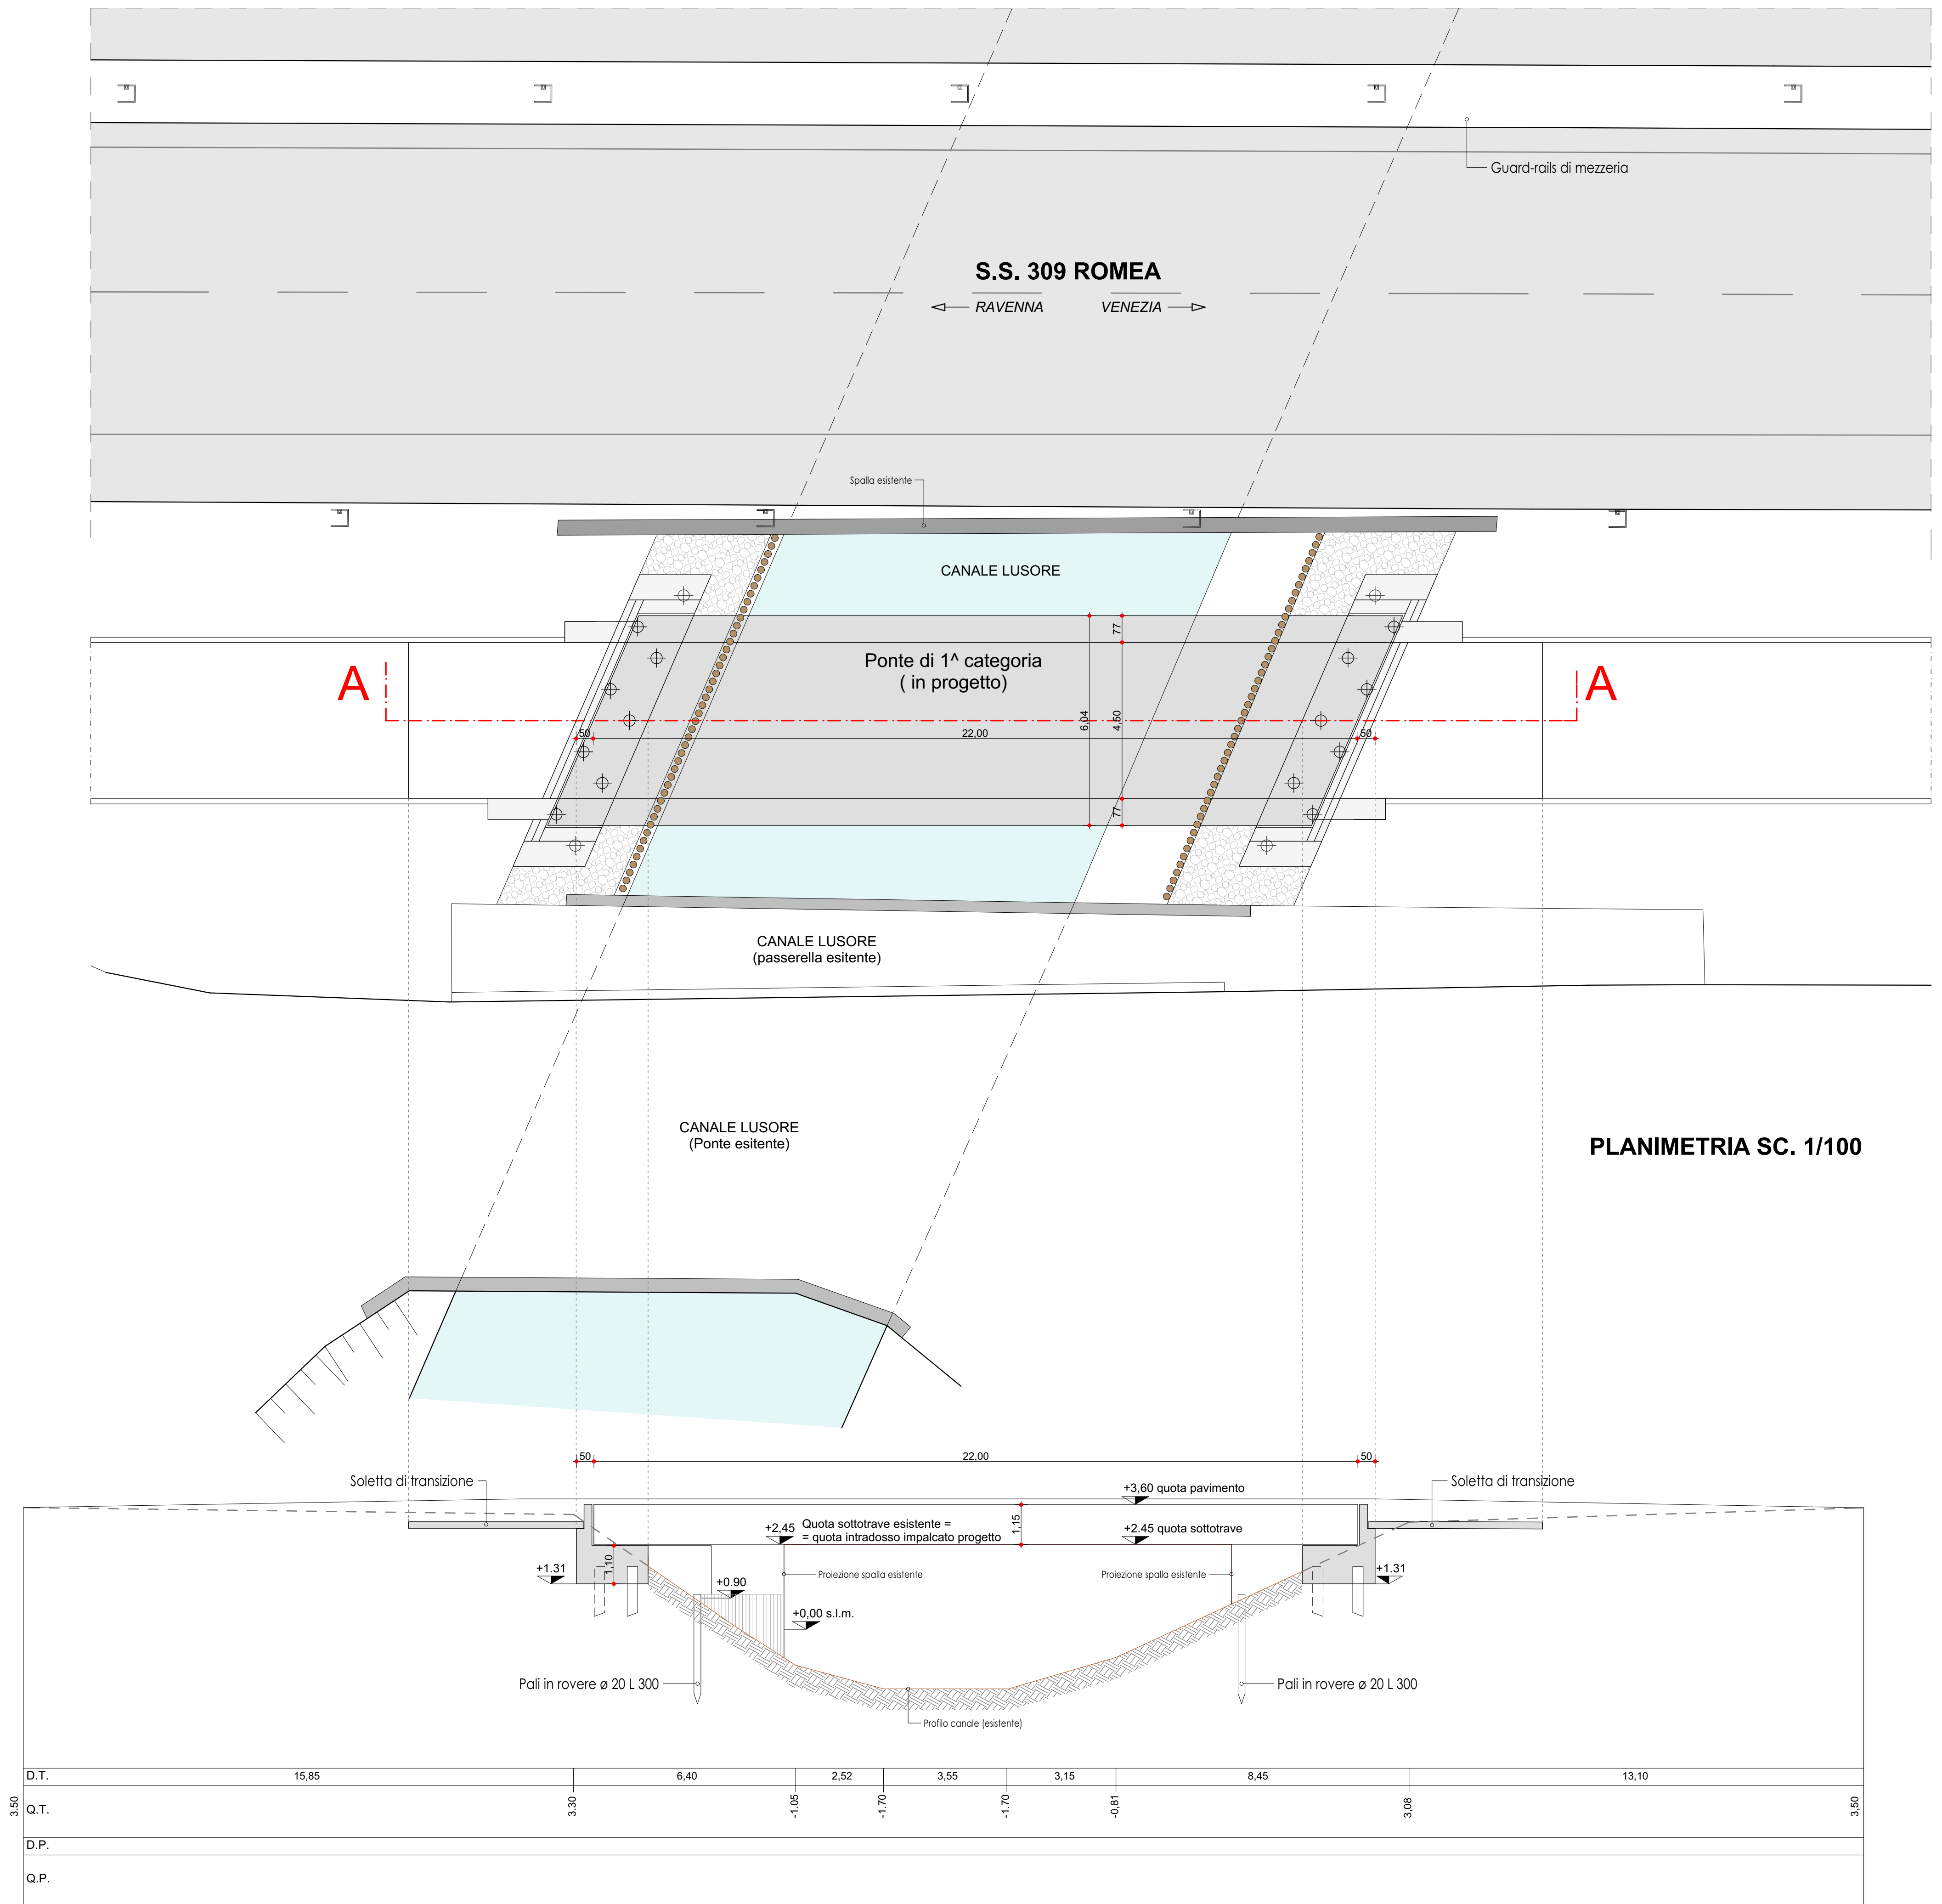 Guard-rails di mezzeria
S.S. 309 ROMEA
RAVENNA VENEZIA
Spalla esistente
CANALE LUSORE
77
Ponte di 1^ categoria
( in progetto)
A A
6,04 4,50
50 22,00 50
77
CANALE LUSORE
(passerella esitente)
CANALE LUSORE
(Ponte esitente)
PLANIMETRIA SC. 1/100
50 22,00 50
Soletta di transizione
Soletta di transizione
+3,60 quota pavimento
1,15
+2,45 Quota sottotrave esistente =
= quota intradosso impalcato progetto
+2.45 quota sottotrave
1,10
+1.31
Proiezione spalla esistente
Proiezione spalla esistente
+1.31
+0.90
+0,00 s.l.m.
Pali in rovere ø 20 L 300
Pali in rovere ø 20 L 300
Profilo canale (esistente)
D.T. 15,85 6,40 2,52 3,55 3,15 8,45 13,10
3.50 Q.T. 3.30 -1.05 -1.70 -1.70 -0,81 3,08 3,50
D.P.
Q.P.